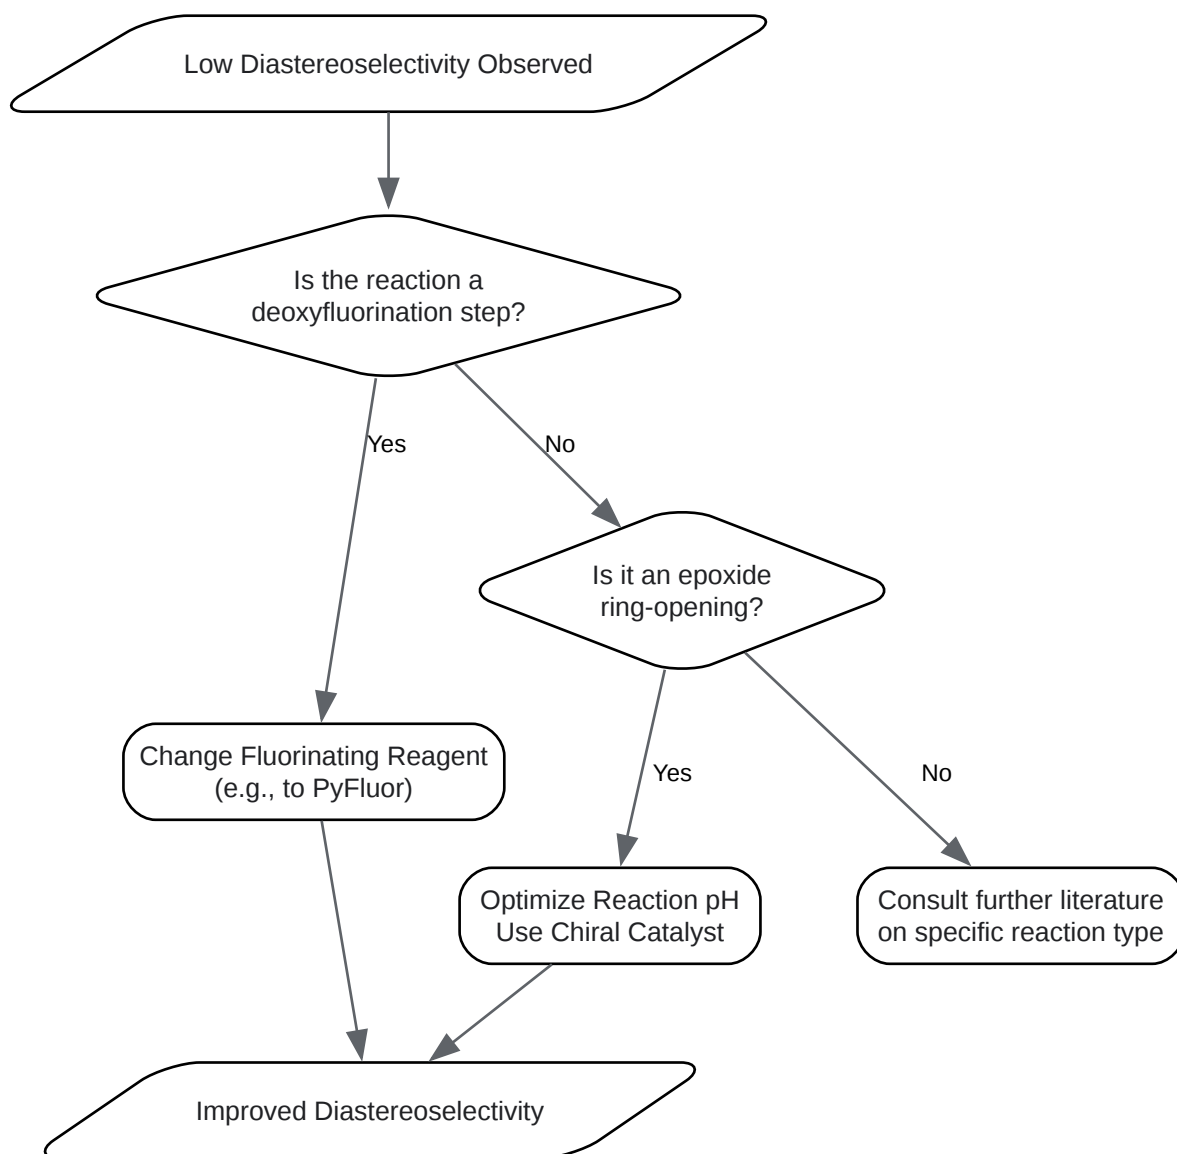 Low Diastereoselectivity Observed
Is the reaction a
deoxyfluorination step?
Yes
No
Is it an epoxide
ring-opening?
Change Fluorinating Reagent
(e.g., to PyFluor)
Yes
No
Optimize Reaction pH
Use Chiral Catalyst
Consult further literature
on specific reaction type
Improved Diastereoselectivity